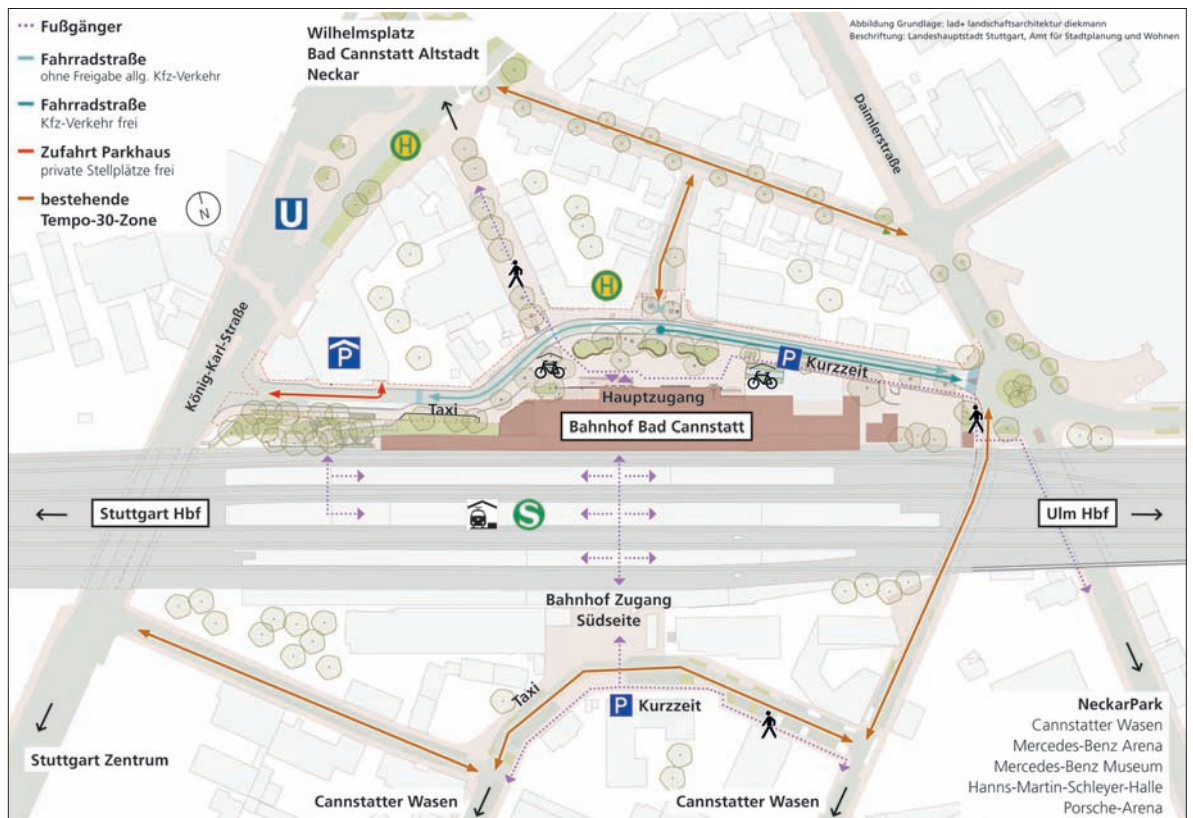 Fußgänger
Fahrradstraße
ohne Freigabe allg. Kfz-Verkehr
Fahrradstraße
Kfz-Verkehr frei
Zufahrt Parkhaus
private Stellplätze frei
bestehende
Tempo-30-Zone
N
Wilhelmsplatz
Bad Cannstatt Altstadt
Neckar
Abbildung Grundlage: lad+ landschaftsarchitektur diekmann
Beschriftung: Landeshauptstadt Stuttgart, Amt für Stadtplanung und Wohnen
Daimlerstraße
H
U
H
König-Karl-Straße
P
P Kurzzeit
Taxi
Hauptzugang
Bahnhof Bad Cannstatt
Stuttgart Hbf
S
Ulm Hbf
Bahnhof Zugang
Südseite
Taxi
P Kurzzeit
Stuttgart Zentrum
Cannstatter Wasen
Cannstatter Wasen
NeckarPark
Cannstatter Wasen
Mercedes-Benz Arena
Mercedes-Benz Museum
Hanns-Martin-Schleyer-Halle
Porsche-Arena